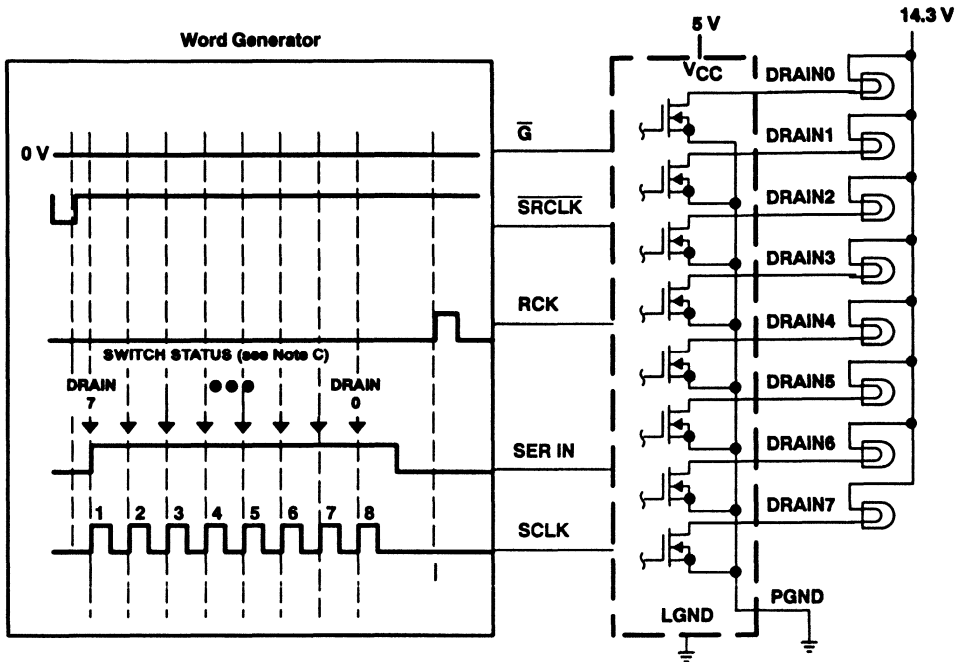 Word Generator
5 V
14.3 V
VCC
DRAIN0
DRAIN1
DRAIN2
DRAIN3
DRAIN4
DRAIN5
DRAIN6
DRAIN7
0 V
G̅
S̅R̅C̅L̅K̅
RCK
SWITCH STATUS (see Note C)
DRAIN
7
DRAIN
0
SER IN
1 2 3 4 5 6 7 8
SCLK
LGND
PGND